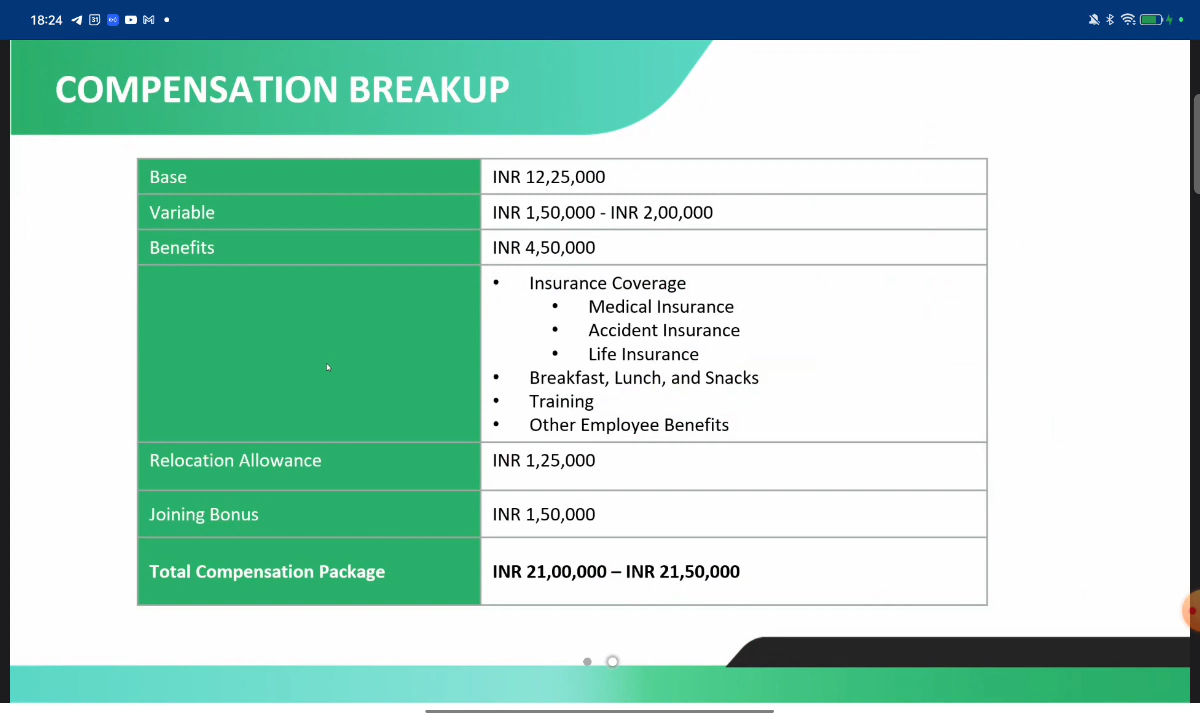 18:24
31
COMPENSATION BREAKUP
Base
INR 12,25,000
Variable
INR 1,50,000 - INR 2,00,000
Benefits
INR 4,50,000
• Insurance Coverage
• Medical Insurance
• Accident Insurance
• Life Insurance
• Breakfast, Lunch, and Snacks
• Training
• Other Employee Benefits
Relocation Allowance
INR 1,25,000
Joining Bonus
INR 1,50,000
Total Compensation Package
INR 21,00,000 – INR 21,50,000